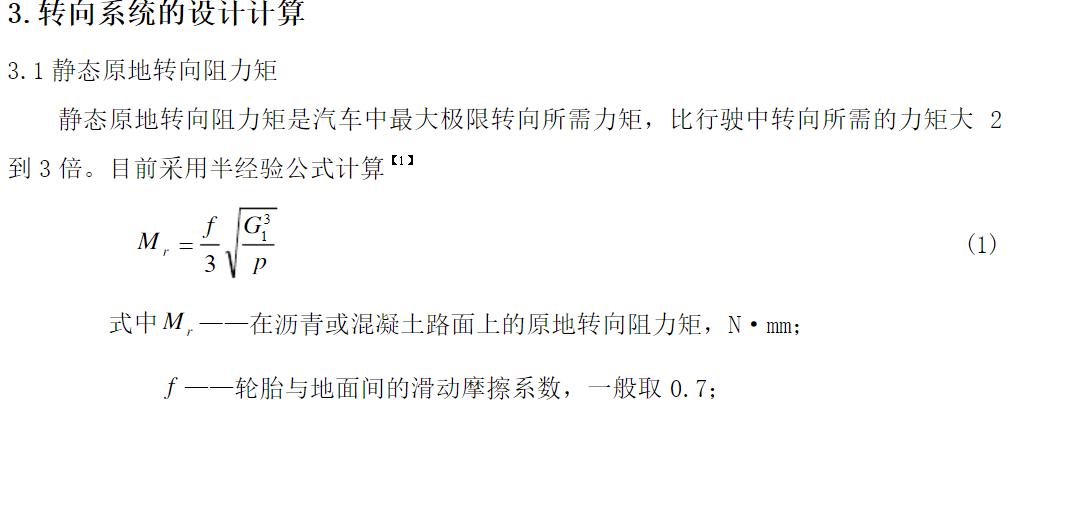 3.转向系统的设计计算
3.1静态原地转向阻力矩
静态原地转向阻力矩是汽车中最大极限转向所需力矩，比行驶中转向所需的力矩大 2
到3倍。目前采用半经验公式计算【1】
M_r = f/3 √(G_1^3/p) (1)
式中 M_r ——在沥青或混凝土路面上的原地转向阻力矩，N·mm；
f ——轮胎与地面间的滑动摩擦系数，一般取 0.7；